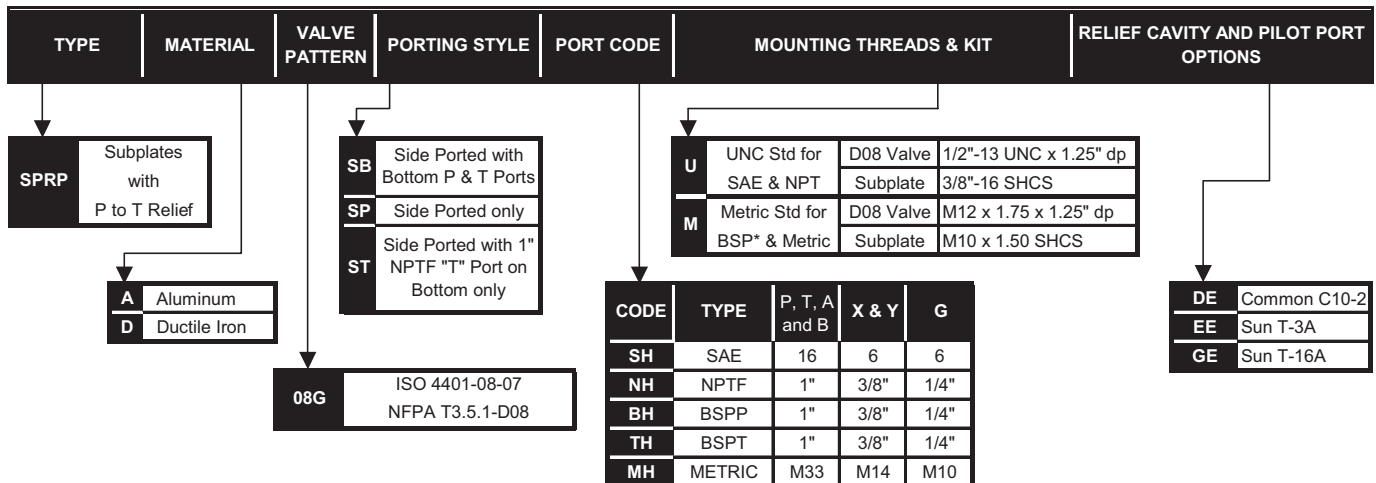 TYPE
MATERIAL
VALVE
PATTERN
PORTING STYLE
PORT CODE
MOUNTING THREADS & KIT
RELIEF CAVITY AND PILOT PORT
OPTIONS
SPRP
Subplates
with
P to T Relief
A Aluminum
D Ductile Iron
08G
ISO 4401-08-07
NFPA T3.5.1-D08
SB
Side Ported with
Bottom P & T Ports
SP Side Ported only
ST
Side Ported with 1"
NPTF "T" Port on
Bottom only
CODE TYPE P, T, A and B X & Y G
SH SAE 16 6 6
NH NPTF 1" 3/8" 1/4"
BH BSPP 1" 3/8" 1/4"
TH BSPT 1" 3/8" 1/4"
MH METRIC M33 M14 M10
U
UNC Std for D08 Valve 1/2"-13 UNC x 1.25" dp
SAE & NPT Subplate 3/8"-16 SHCS
M
Metric Std for D08 Valve M12 x 1.75 x 1.25" dp
BSP* & Metric Subplate M10 x 1.50 SHCS
DE Common C10-2
EE Sun T-3A
GE Sun T-16A